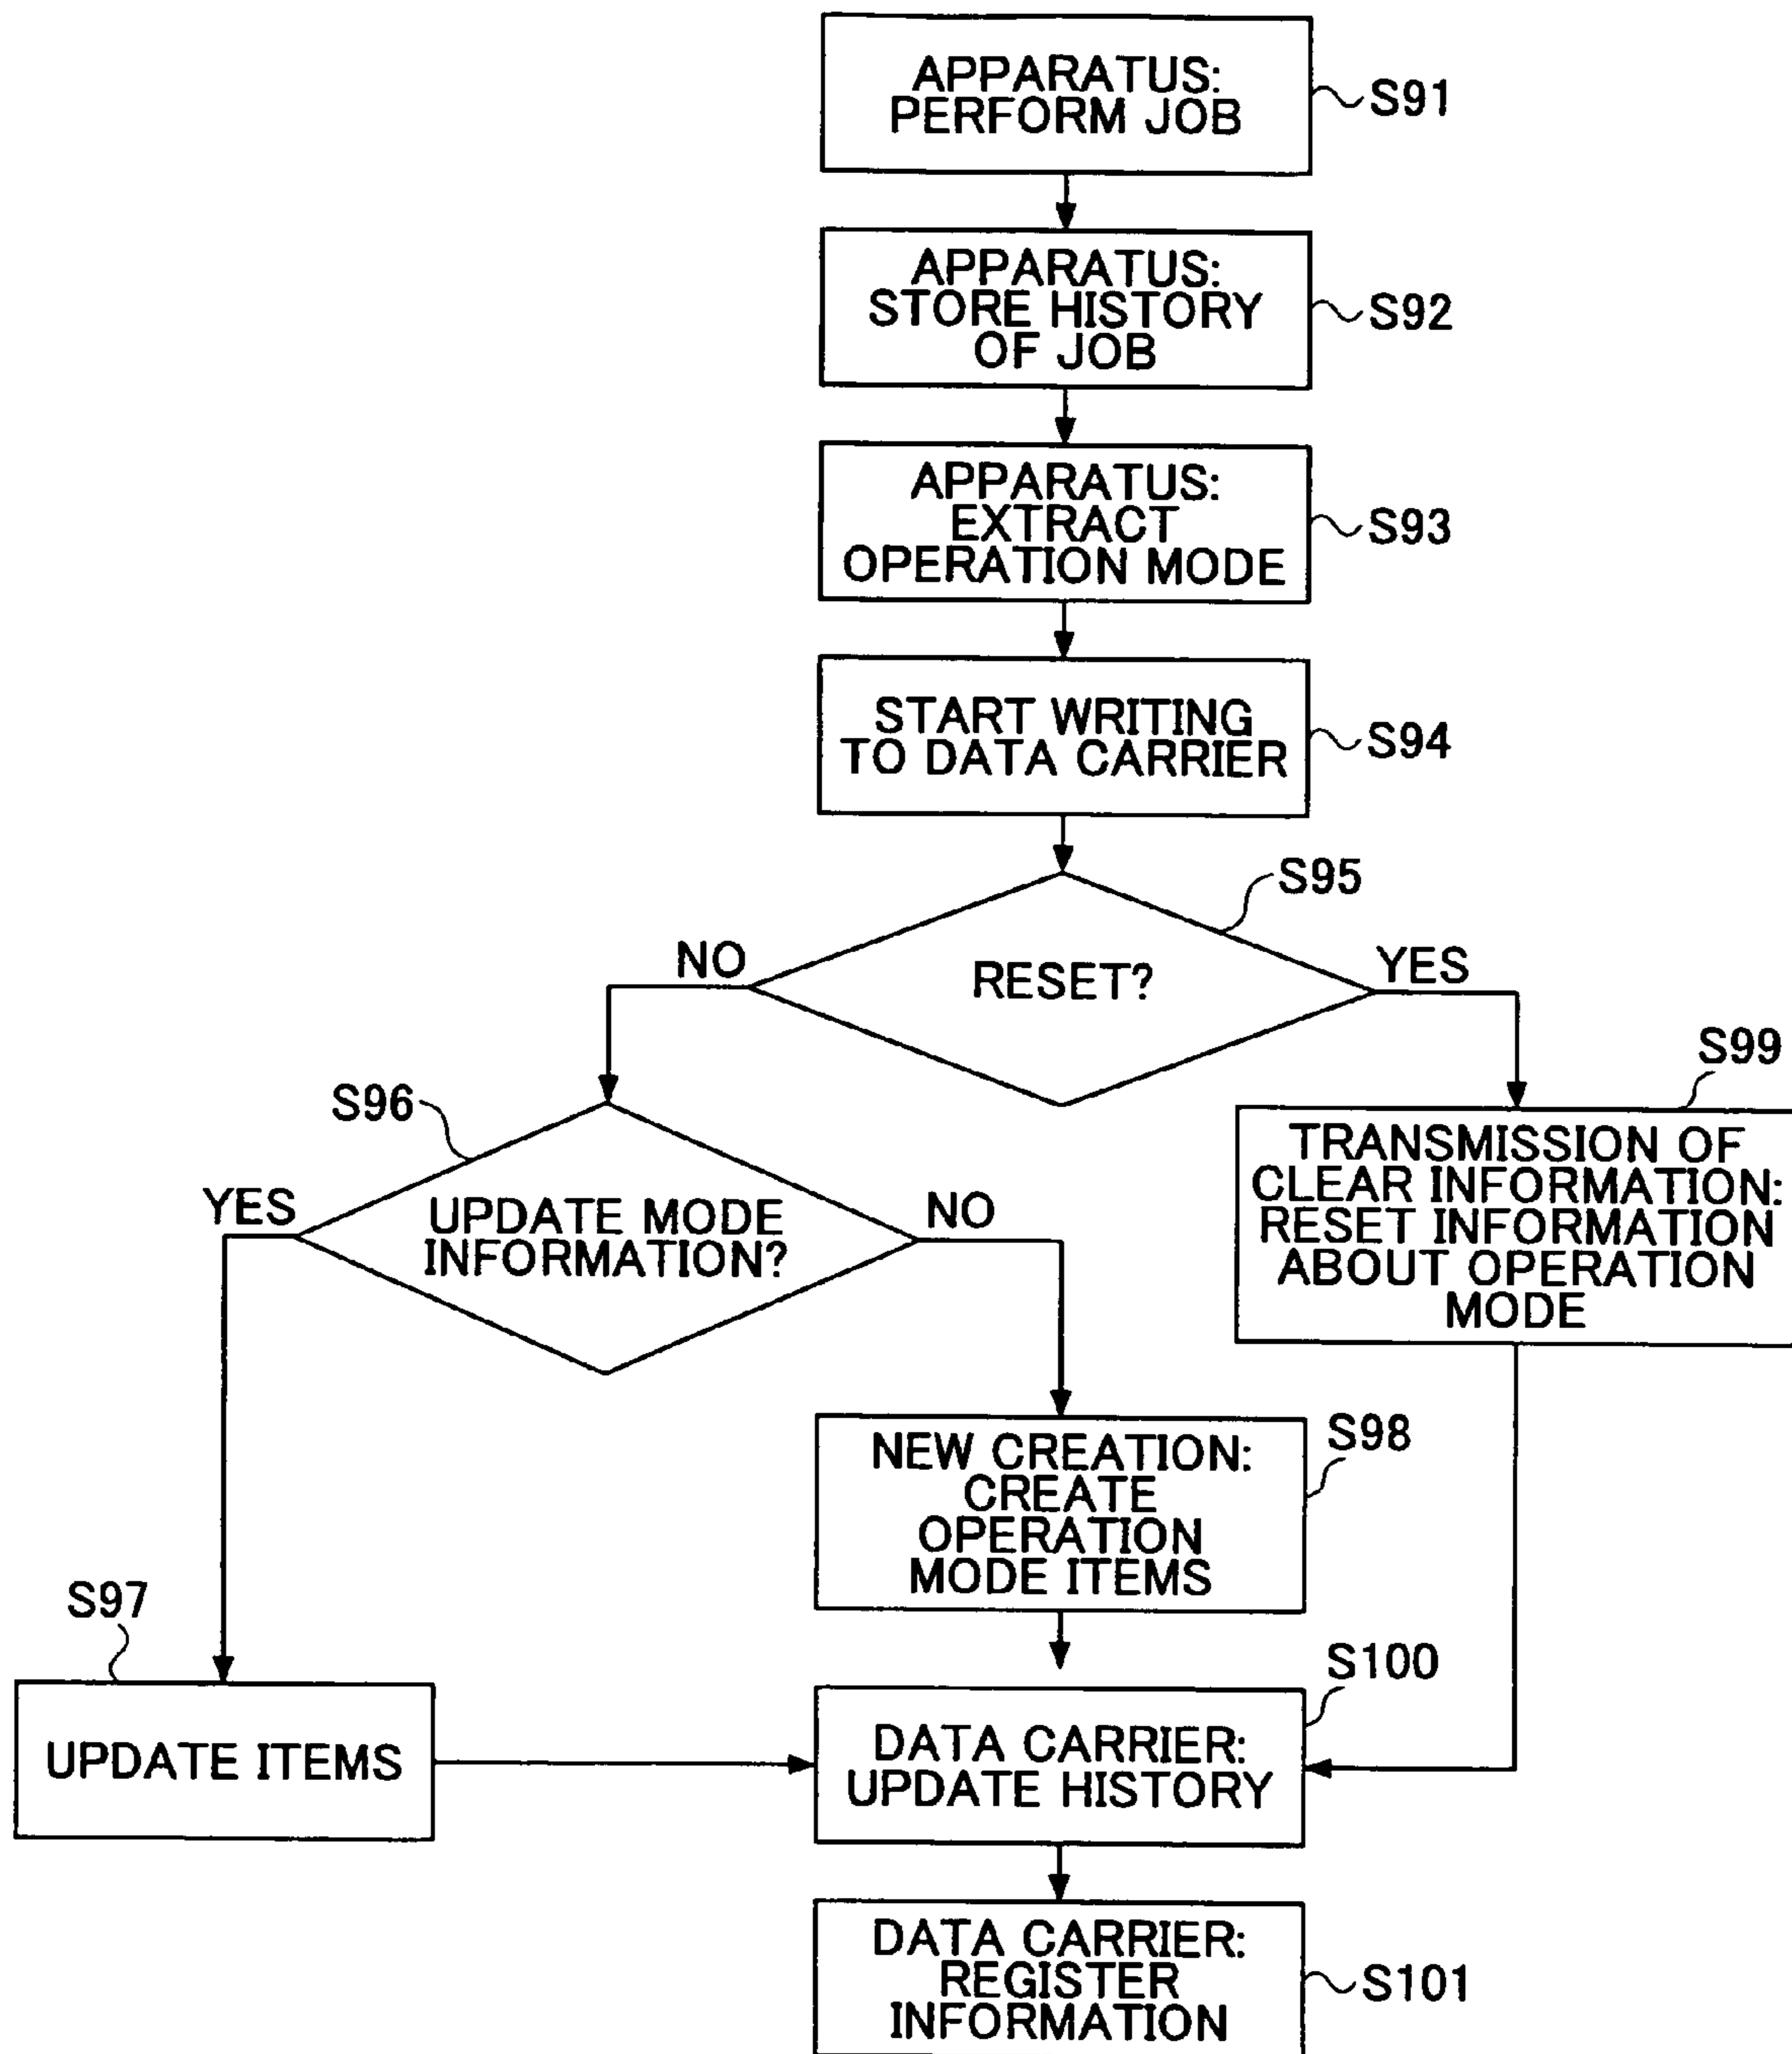 APPARATUS:
PERFORM JOB
S91
APPARATUS:
STORE HISTORY
OF JOB
S92
APPARATUS:
EXTRACT
OPERATION MODE
S93
START WRITING
TO DATA CARRIER
S94
S95
RESET?
NO
YES
S96
UPDATE MODE
INFORMATION?
YES
NO
S99
TRANSMISSION OF
CLEAR INFORMATION:
RESET INFORMATION
ABOUT OPERATION
MODE
S98
NEW CREATION:
CREATE
OPERATION
MODE ITEMS
S97
UPDATE ITEMS
S100
DATA CARRIER:
UPDATE HISTORY
DATA CARRIER:
REGISTER
INFORMATION
S101